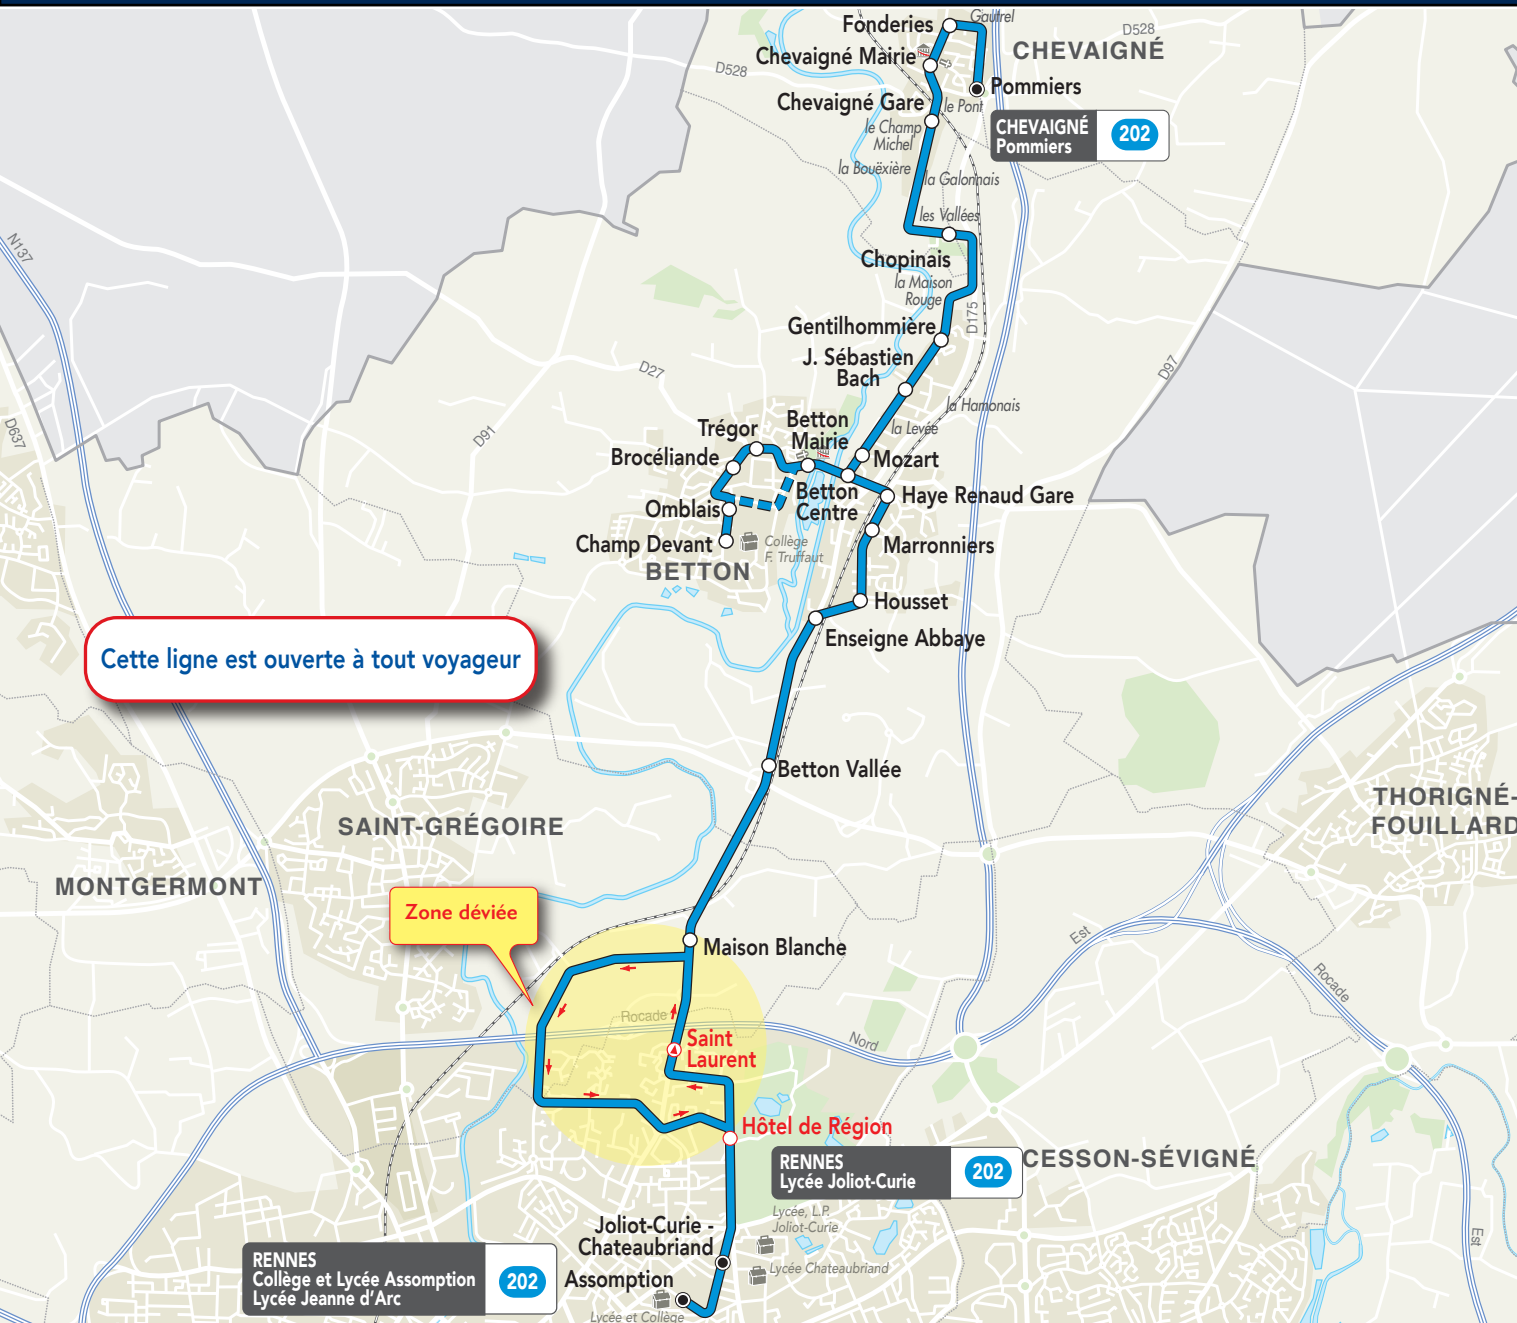 Gautrel
Fonderies
D528
CHEVAIGNÉ
Chevaigné Mairie
D528
Pommiers
Chevaigné Gare
le Pont
CHEVAIGNÉ
Pommiers
202
le Champ
Michel
la Bouëxière
la Galonnais
les Vallées
N137
Chopinais
la Maison
Rouge
D175
Gentilhommière
J. Sébastien
Bach
D27
D97
la Hamonais
D637
D91
Trégor
Betton
Mairie
la Levée
Brocéliande
Mozart
Betton
Centre
Haye Renaud Gare
Omblais
Champ Devant
Collège
F. Truffaut
Marronniers
BETTON
Housset
Enseigne Abbaye
Cette ligne est ouverte à tout voyageur
Betton Vallée
THORIGNÉ-
FOUILLARD
SAINT-GRÉGOIRE
MONTGERMONT
Zone déviée
Est
Maison Blanche
Rocade
Rocade
Nord
Saint
Laurent
Hôtel de Région
RENNES
Lycée Joliot-Curie
202
CESSON-SÉVIGNÉ
Lycée, L.P.
Joliot-Curie
Joliot-Curie -
Chateaubriand
Est
RENNES
Collège et Lycée Assomption
Lycée Jeanne d'Arc
202
Assomption
Lycée Chateaubriand
Lycée et Collège